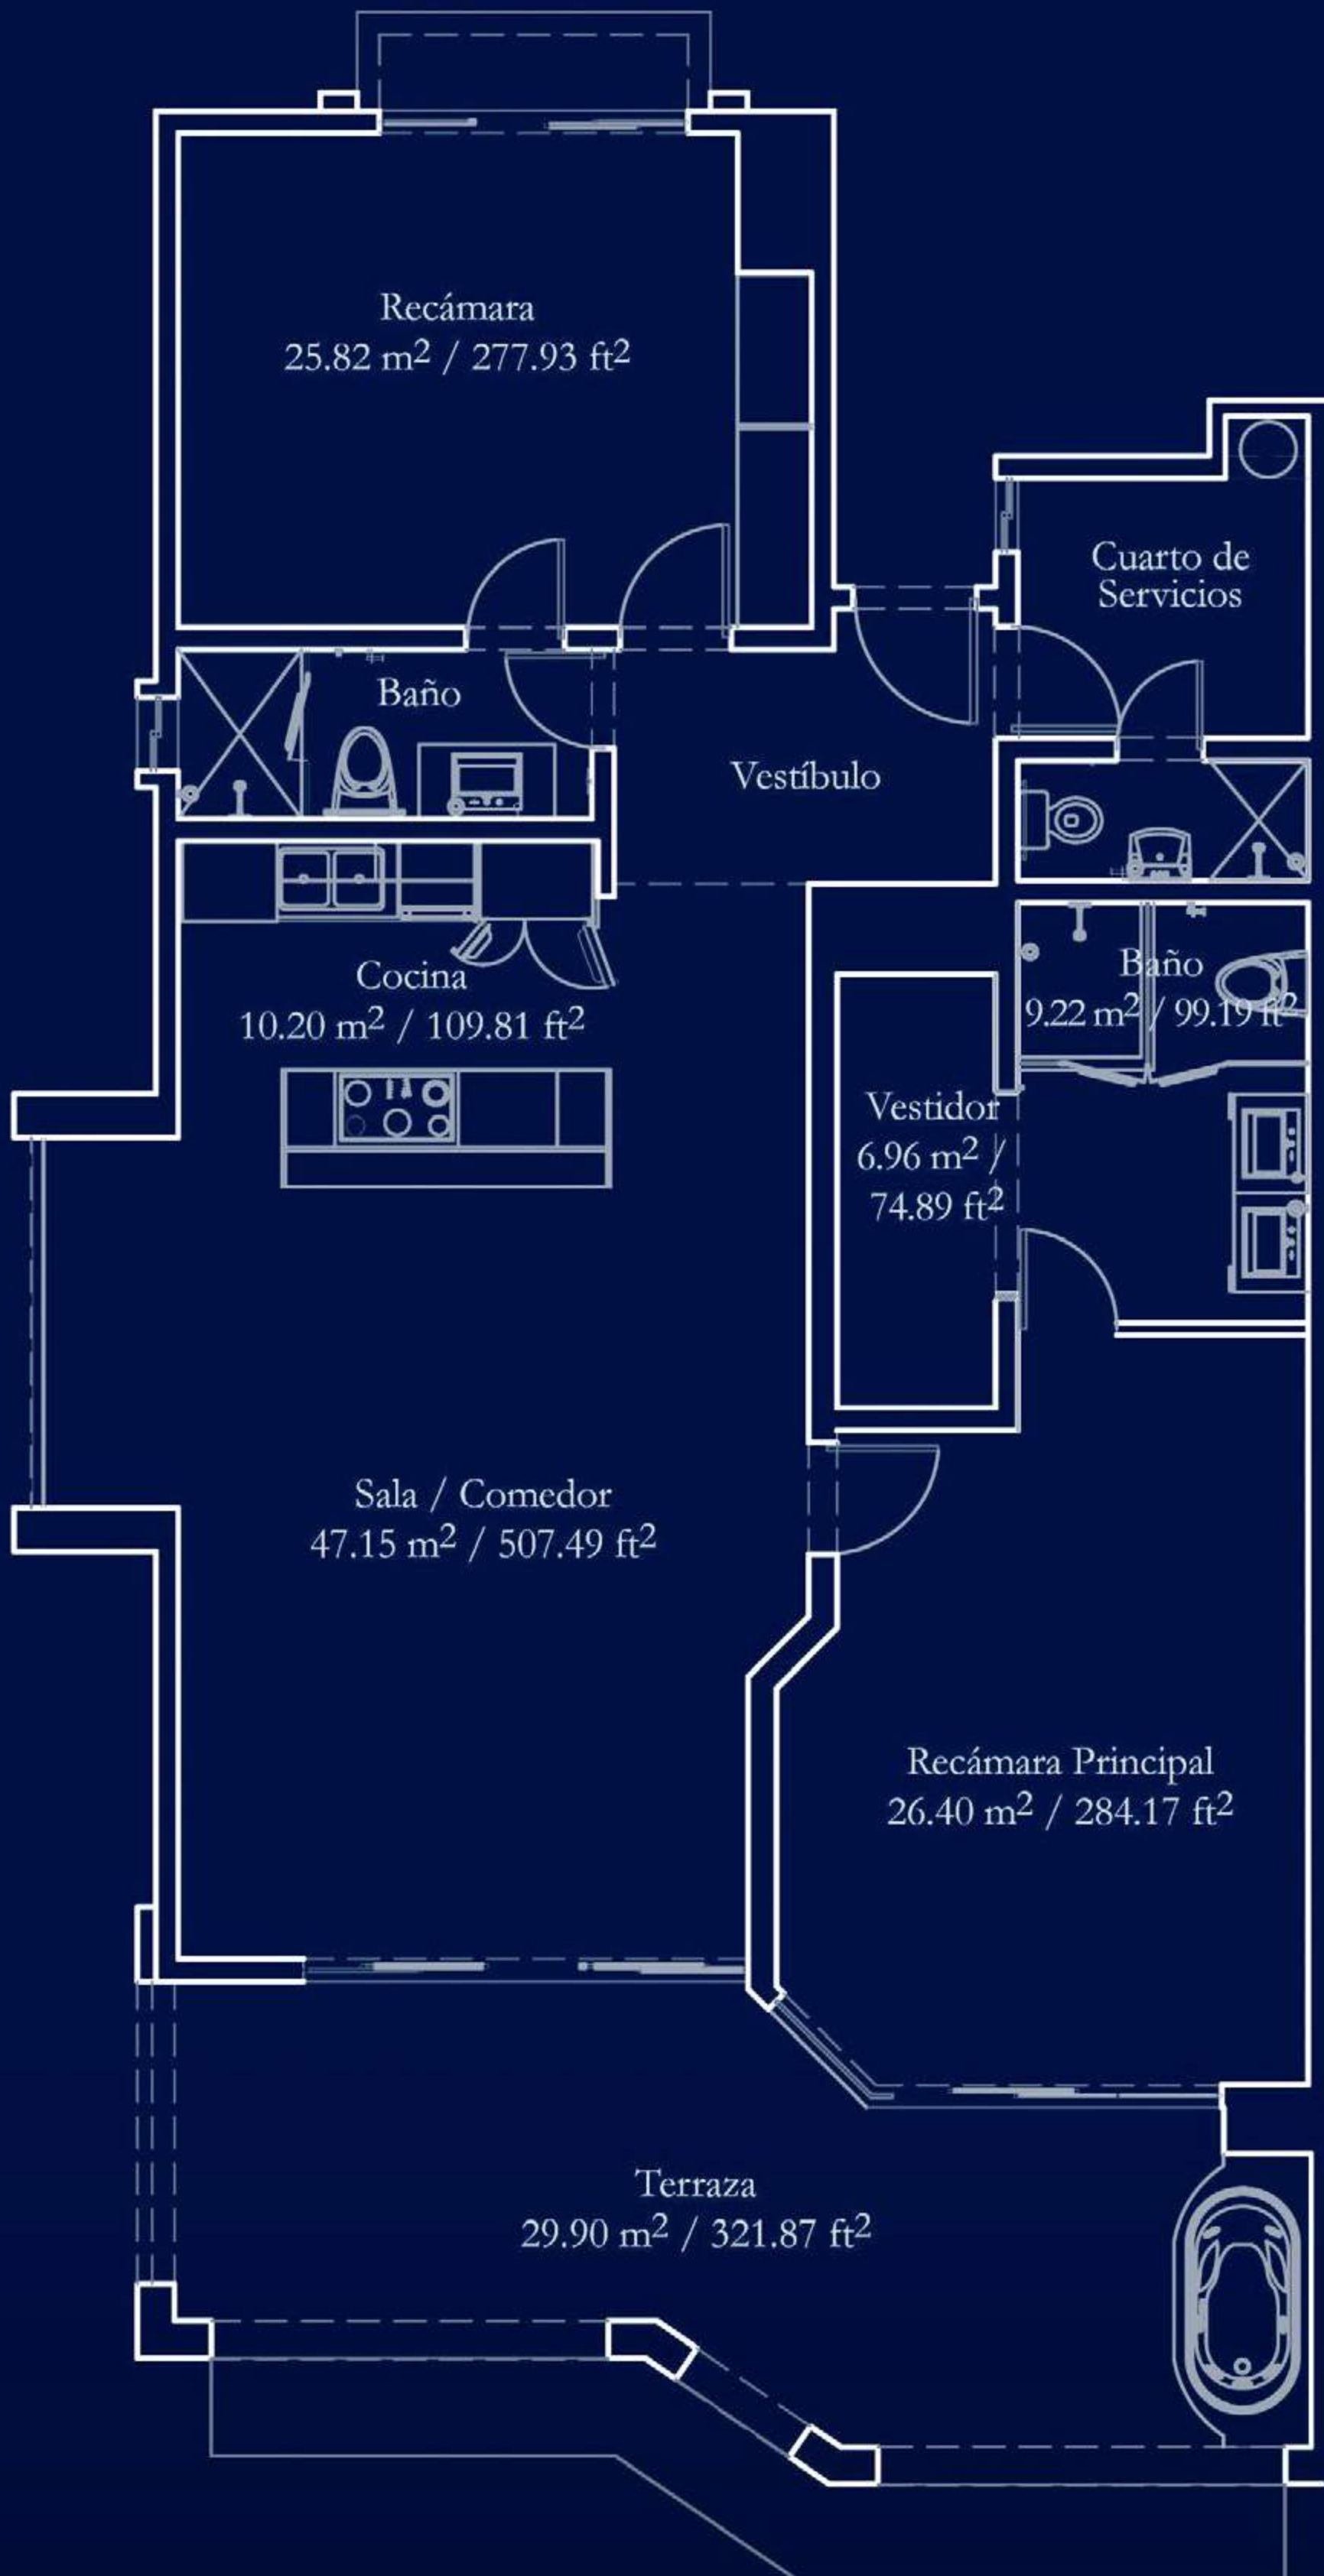 Recámara
25.82 m² / 277.93 ft²
Cuarto de
Servicios
Baño
Vestíbulo
Cocina
10.20 m² / 109.81 ft²
Baño
9.22 m² / 99.19 ft²
Vestidor
6.96 m² /
74.89 ft²
Sala / Comedor
47.15 m² / 507.49 ft²
Recámara Principal
26.40 m² / 284.17 ft²
Terraza
29.90 m² / 321.87 ft²